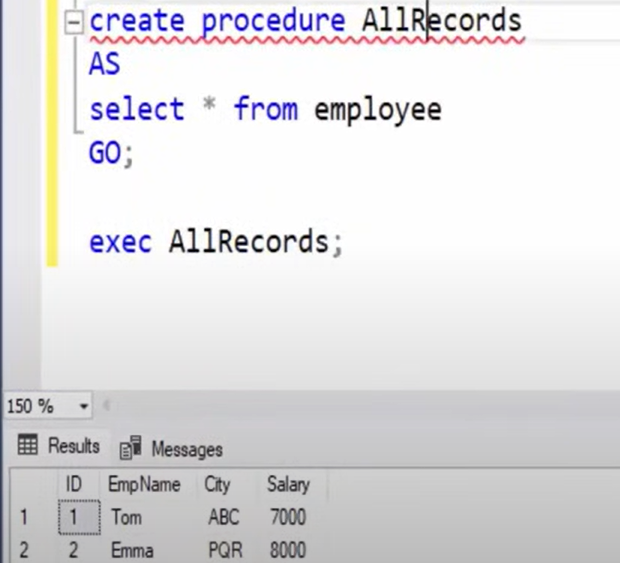 create procedure AllRecords
AS
select * from employee
GO;
exec AllRecords;
150 %
Results Messages
ID EmpName City Salary
1 1 Tom ABC 7000
2 2 Emma PQR 8000